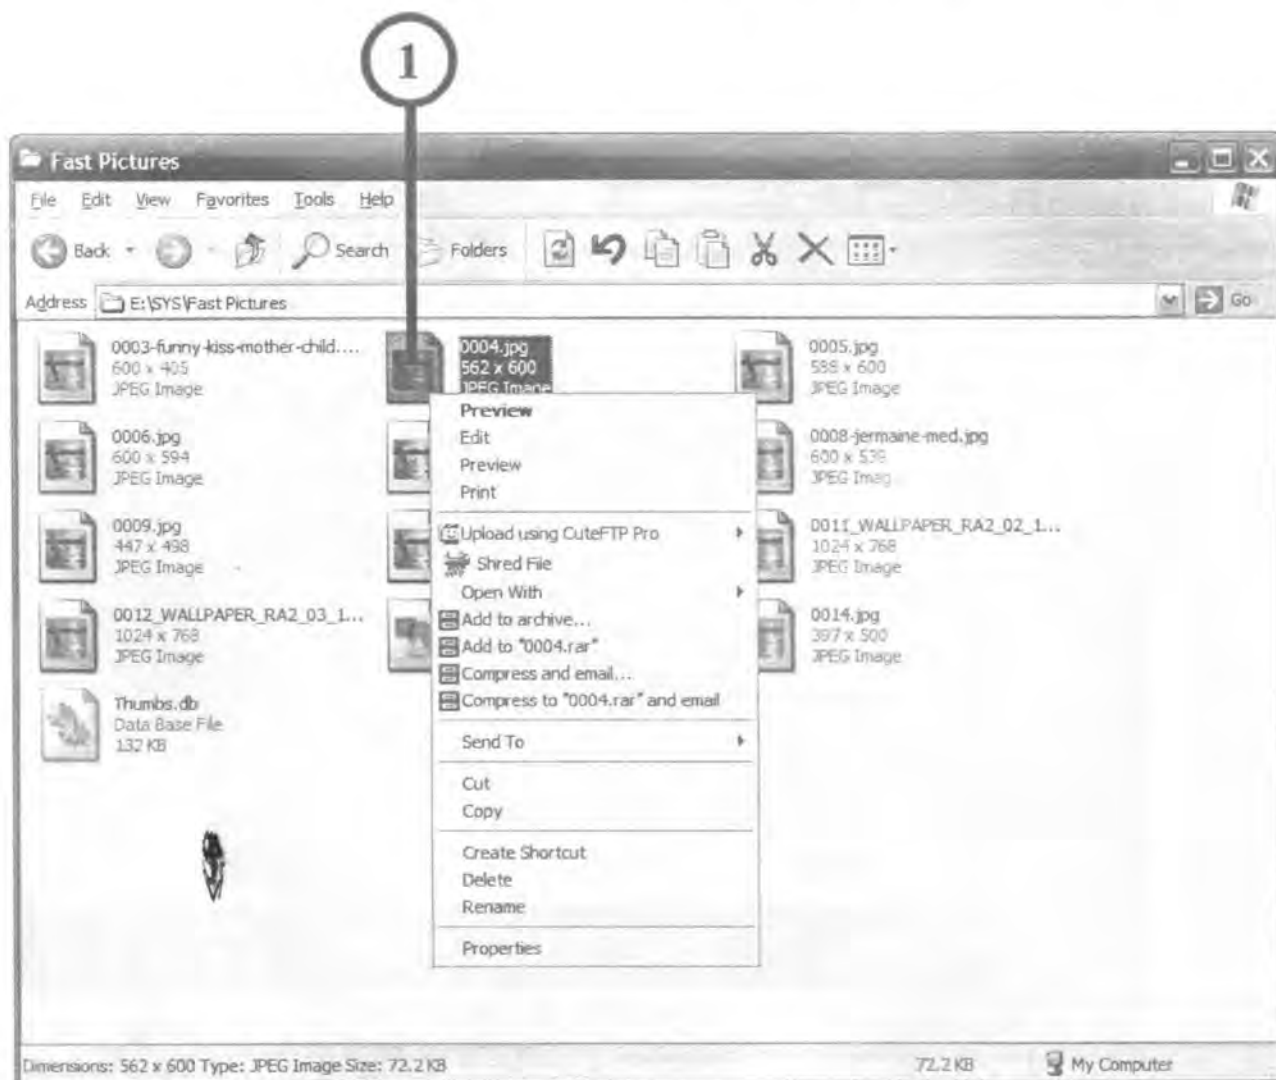 1
Fast Pictures
File Edit View Favorites Tools Help
Back Search Folders
Address E:\SYS\Fast Pictures Go
0003-funny-kiss-mother-child....
600 x 405
JPEG Image
0004.jpg
562 x 600
JPEG Image
0005.jpg
588 x 600
JPEG Image
0006.jpg
600 x 594
JPEG Image
0008-jermaine-med.jpg
600 x 539
JPEG Imag
0009.jpg
447 x 498
JPEG Image
0011_WALLPAPER_RA2_02_1...
1024 x 768
JPEG Image
0012_WALLPAPER_RA2_03_1...
1024 x 768
JPEG Image
0014.jpg
397 x 500
JPEG Image
Thumbs.db
Data Base File
132 KB
Preview
Edit
Preview
Print
Upload using CuteFTP Pro
Shred File
Open With
Add to archive...
Add to "0004.rar"
Compress and email...
Compress to "0004.rar" and email
Send To
Cut
Copy
Create Shortcut
Delete
Rename
Properties
Dimensions: 562 x 600 Type: JPEG Image Size: 72.2 KB 72.2 KB My Computer